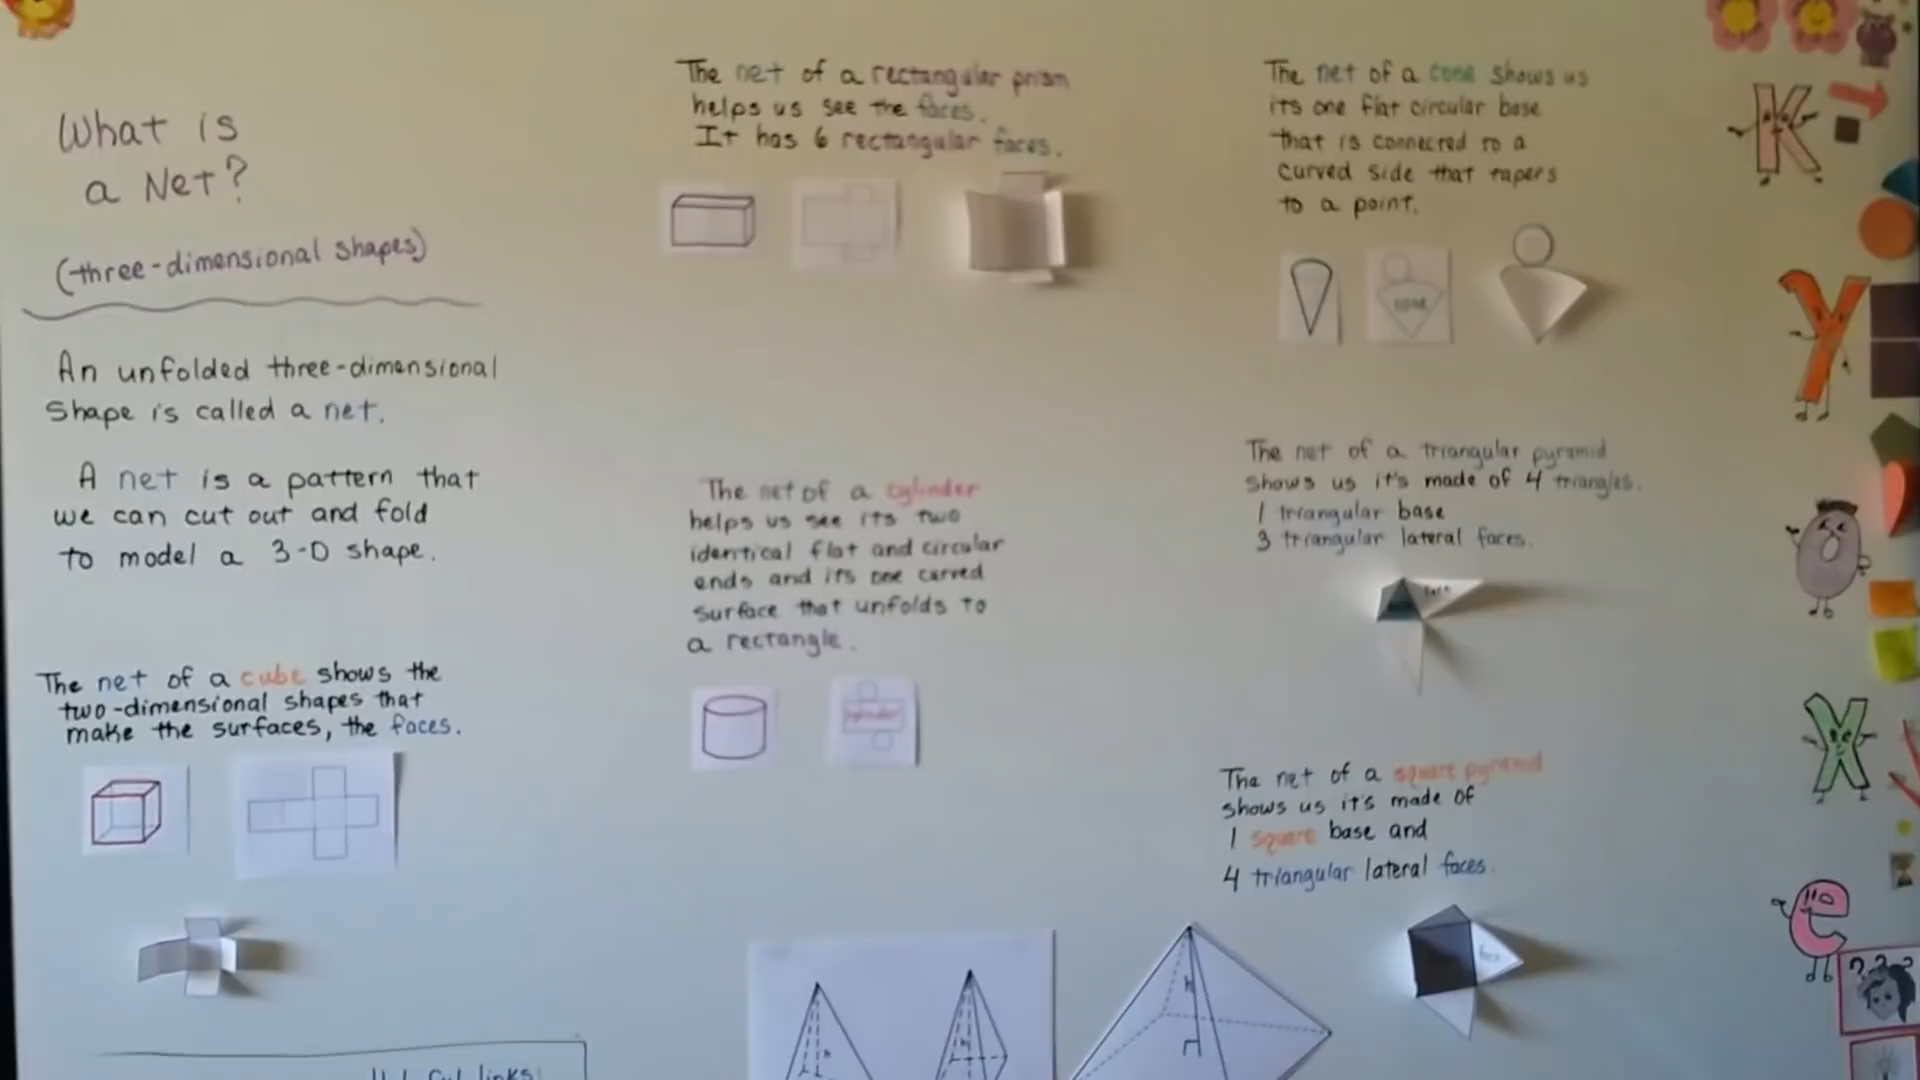 What is
a Net?
(three-dimensional shapes)
An unfolded three-dimensional
shape is called a net.
A net is a pattern that
we can cut out and fold
to model a 3-D shape.
The net of a cube shows the
two-dimensional shapes that
make the surfaces, the faces.
The net of a rectangular prism
helps us see the faces.
It has 6 rectangular faces.
The net of a cylinder
helps us see its two
identical flat and circular
ends and its one curved
surface that unfolds to
a rectangle.
cylinder
The net of a cone shows us
its one flat circular base
that is connected to a
curved side that tapers
to a point.
cone
The net of a triangular pyramid
shows us it's made of 4 triangles.
1 triangular base
3 triangular lateral faces.
face
The net of a square pyramid
shows us it's made of
1 square base and
4 triangular lateral faces.
face
h
h
h
K
Y
O
X
e
???